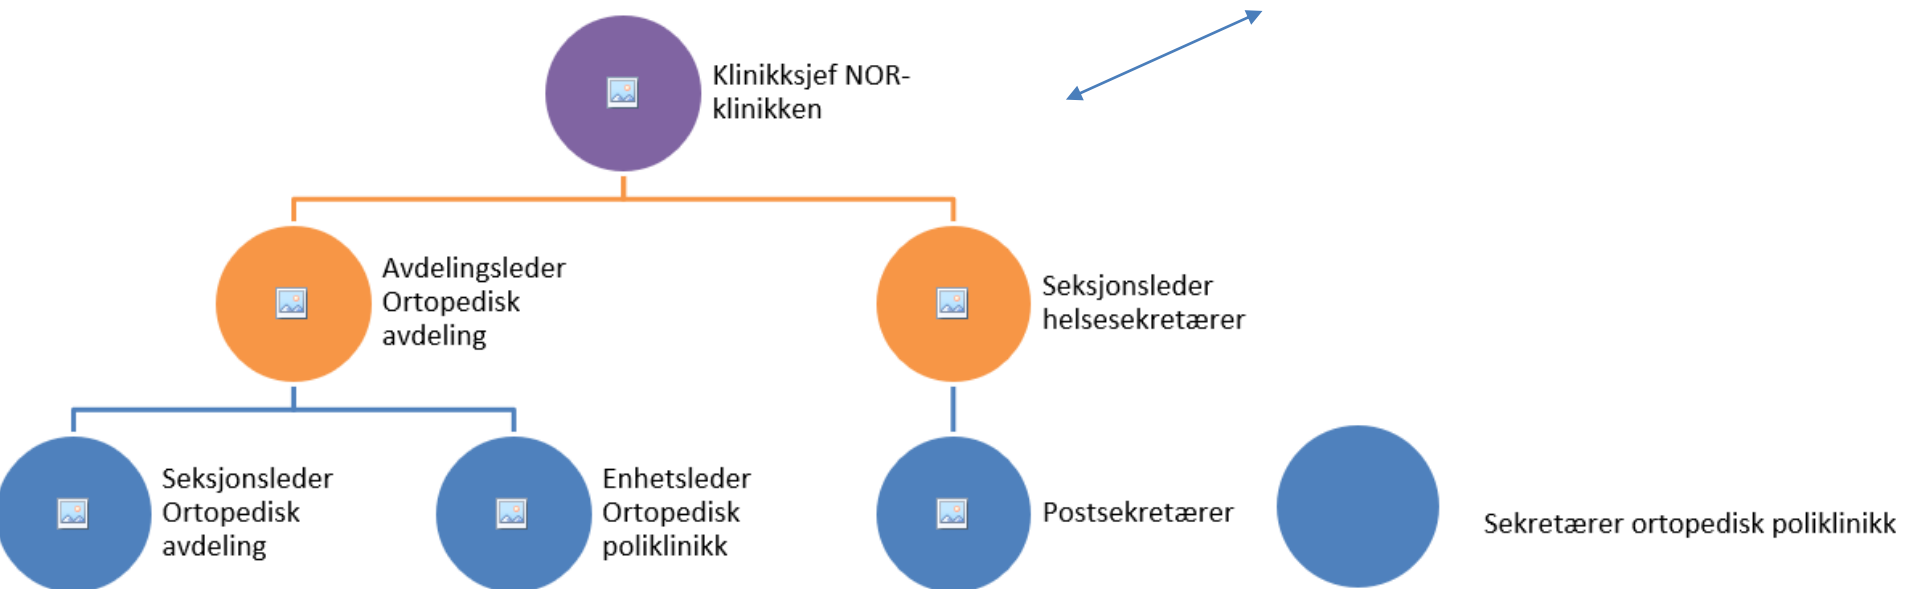 Klinikksjef NOR-
klinikken
Avdelingsleder
Ortopedisk
avdeling
Seksjonsleder
helsesekretærer
Seksjonsleder
Ortopedisk
avdeling
Enhetsleder
Ortopedisk
poliklinikk
Postsekretærer
Sekretærer ortopedisk poliklinikk